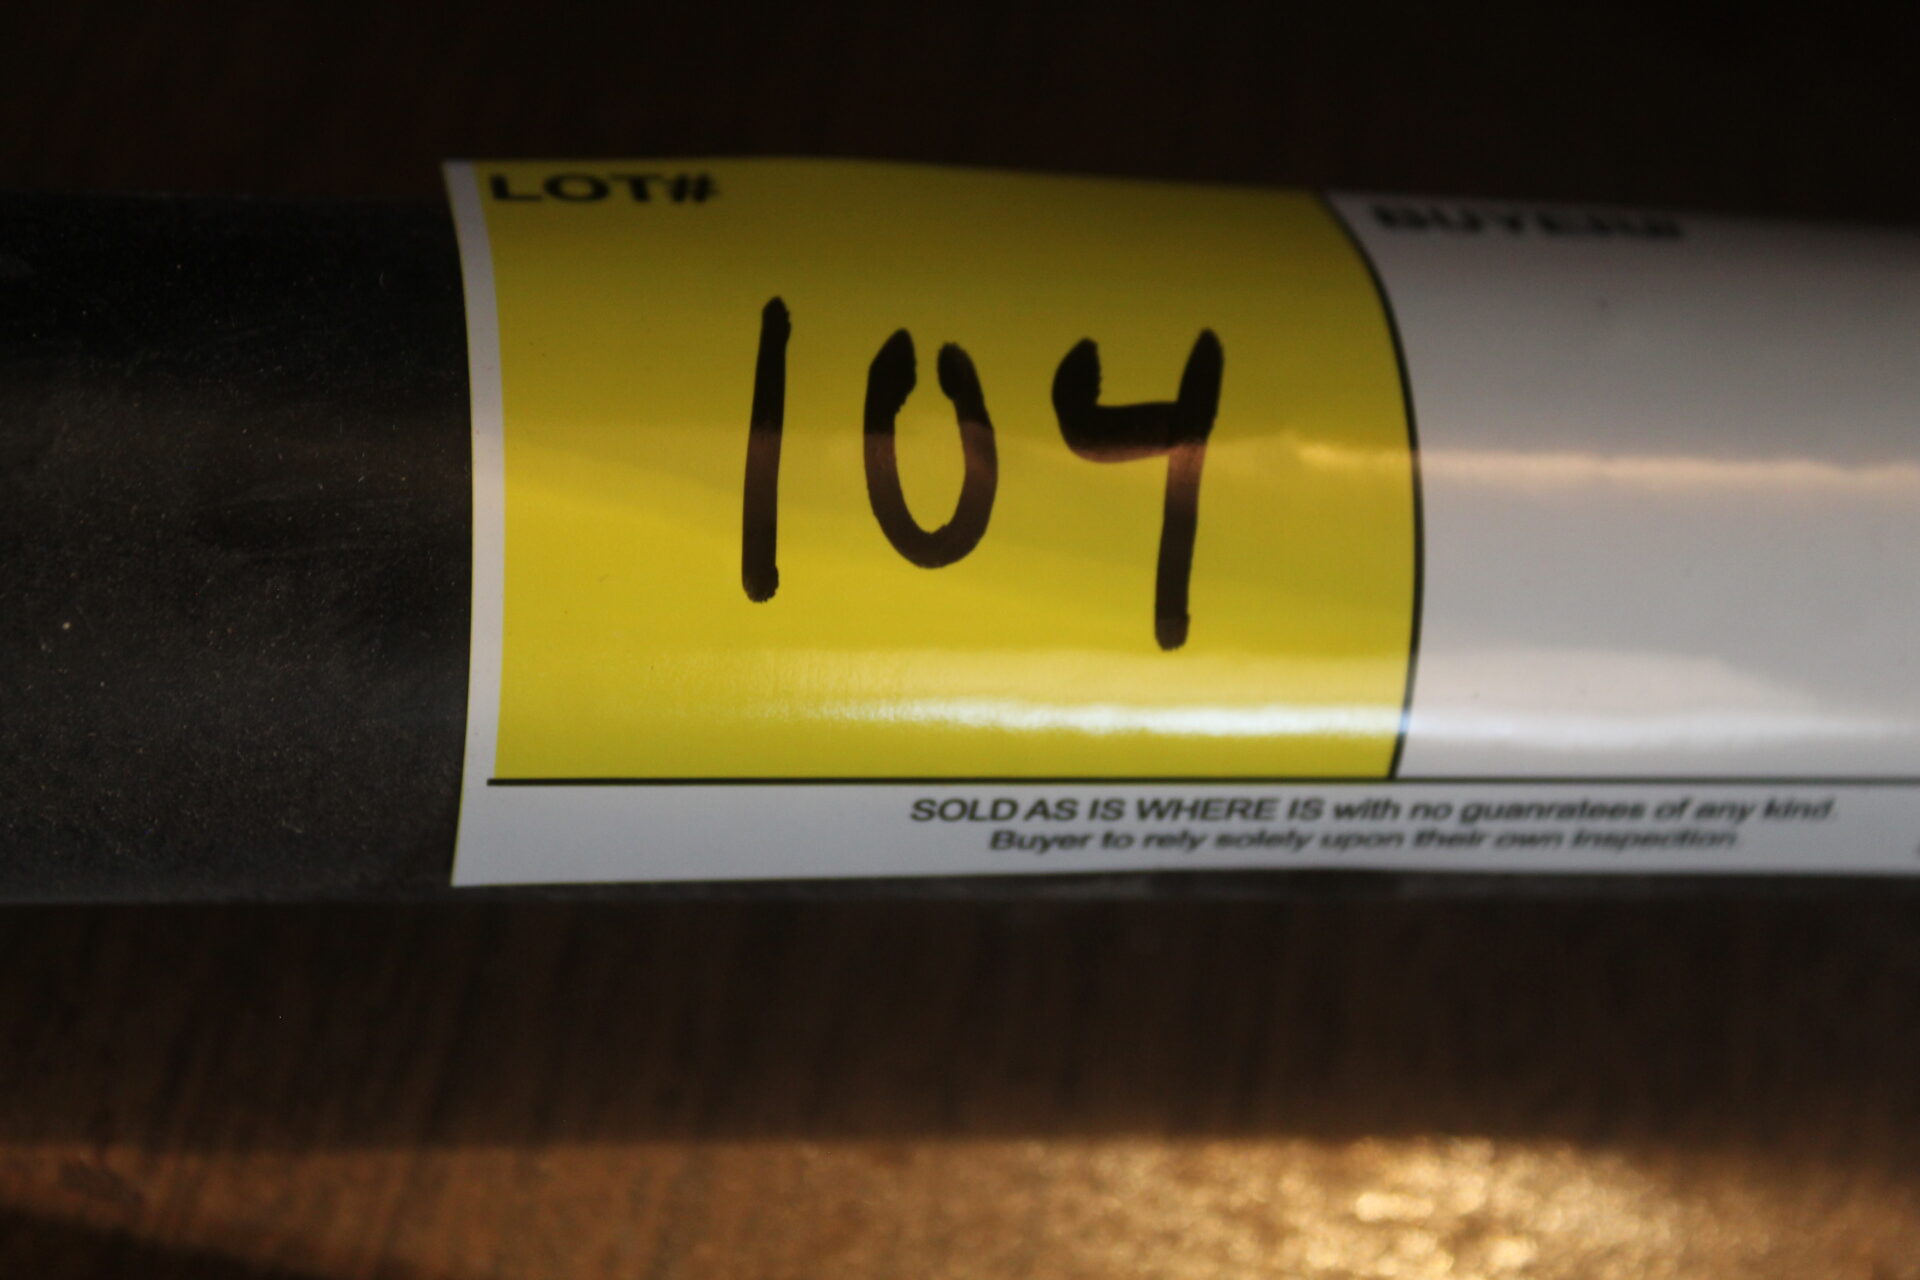 LOT#
BUYER#
104
SOLD AS IS WHERE IS with no guanratees of any kind.
Buyer to rely solely upon their own inspection.